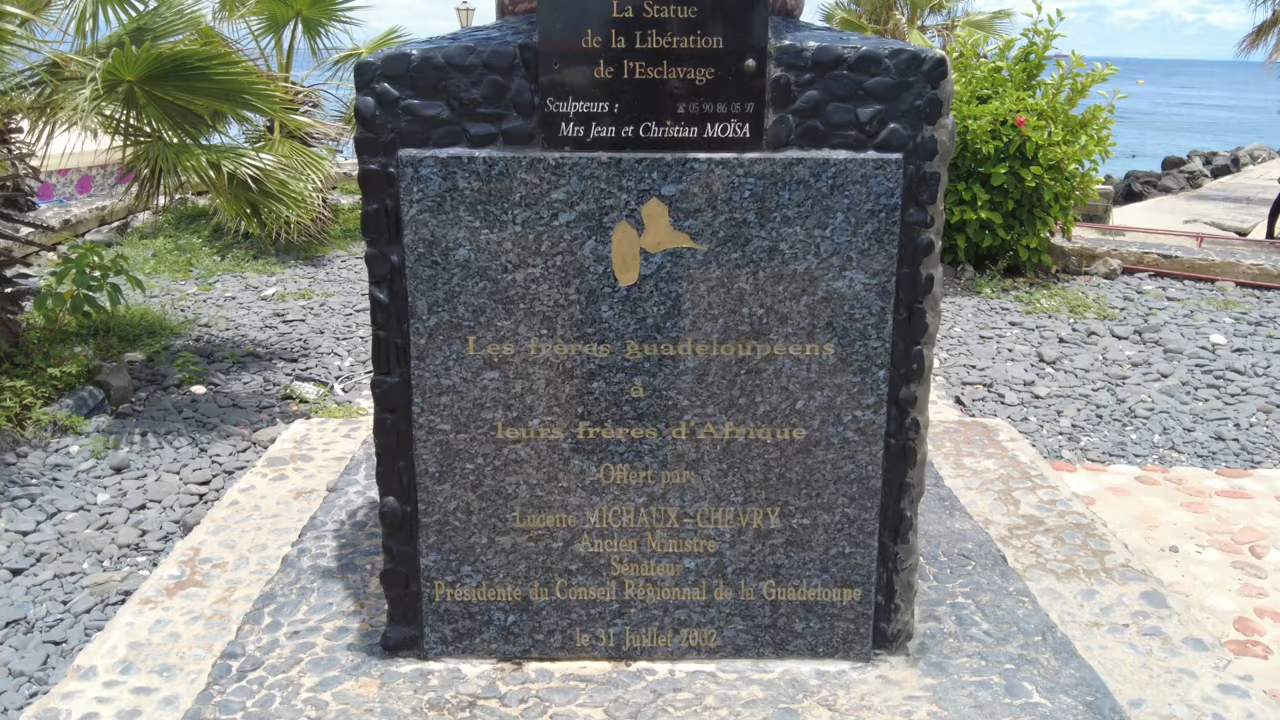 La Statue
de la Libération
de l'Esclavage
Sculpteurs : ☎ 05 90 86 05 97
Mrs Jean et Christian MOÏSA
Les frères guadeloupéens
à
leurs frères d'Afrique
Offert par:
Lucette MICHAUX-CHEVRY
Ancien Ministre
Sénateur
Présidente du Conseil Régionnal de la Guadeloupe
le 31 Juillet 2002